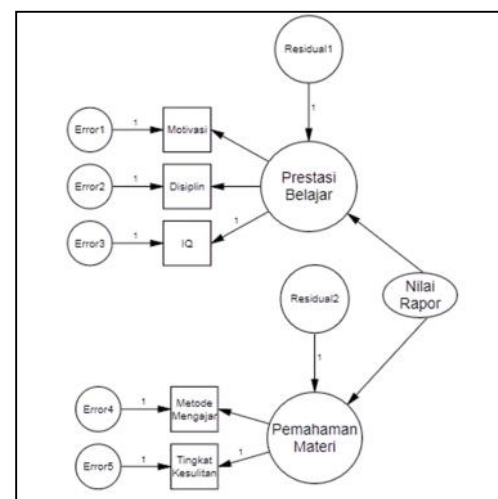 Residual1
1
Error1
1
Motivasi
Error2
1
Disiplin
Error3
1
IQ
1
Prestasi
Belajar
Nilai
Rapor
Residual2
1
Error4
1
Metode
Mengajar
Error5
1
Tingkat
Kesulitan
1
Pemahaman
Materi